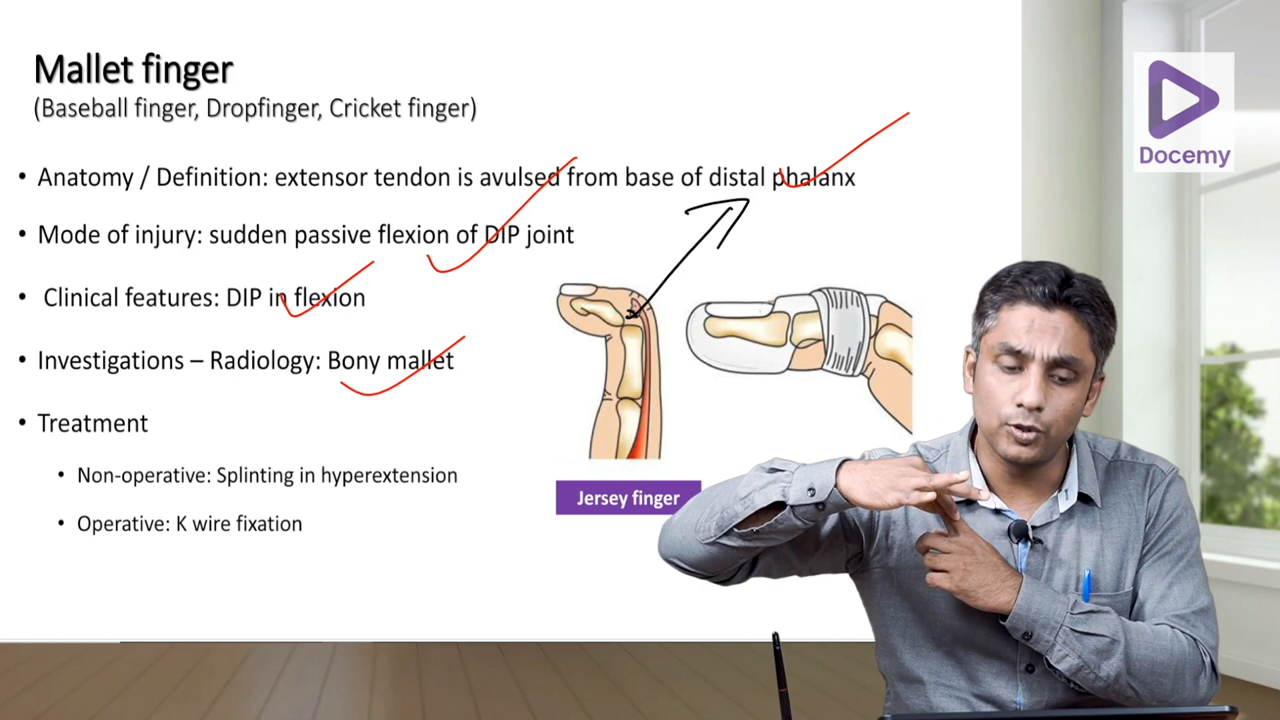 Mallet finger
(Baseball finger, Dropfinger, Cricket finger)
• Anatomy / Definition: extensor tendon is avulsed from base of distal phalanx
• Mode of injury: sudden passive flexion of DIP joint
• Clinical features: DIP in flexion
• Investigations – Radiology: Bony mallet
• Treatment
• Non-operative: Splinting in hyperextension
• Operative: K wire fixation
Jersey finger
Docemy